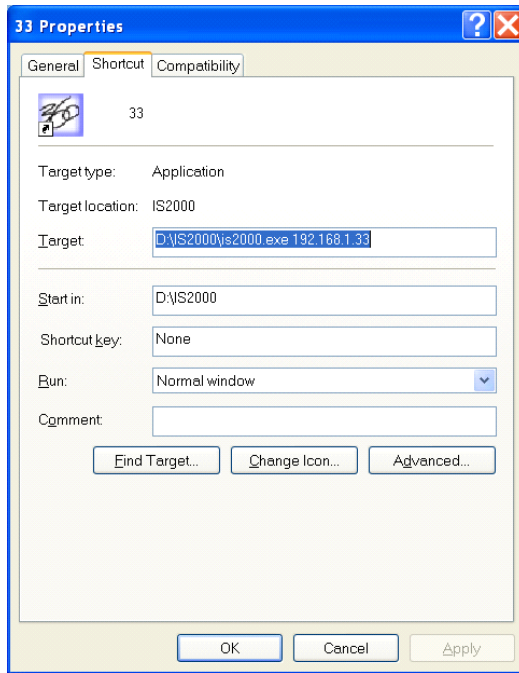 33 Properties
General Shortcut Compatibility
33
Target type: Application
Target location: IS2000
Target: D:\IS2000\is2000.exe 192.168.1.33
Start in: D:\IS2000
Shortcut key: None
Run: Normal window
Comment:
Find Target... Change Icon... Advanced...
OK Cancel Apply